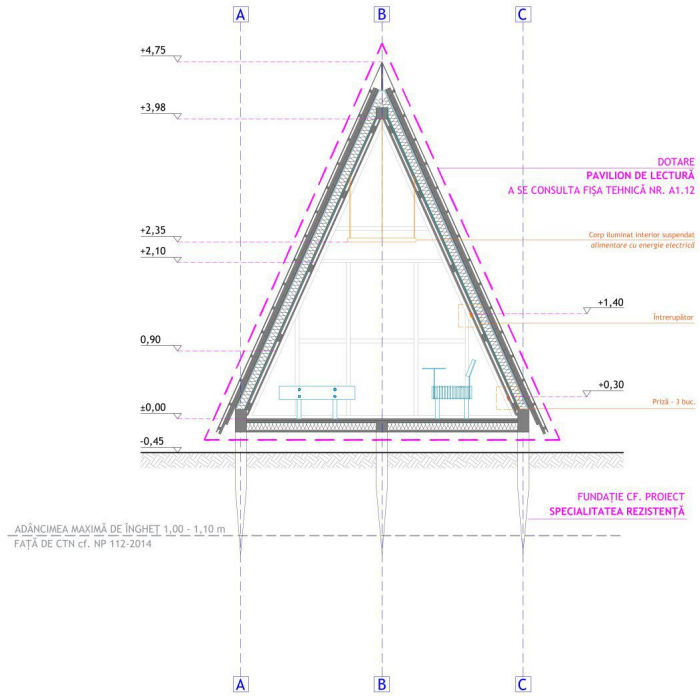 A B C
+4,75
+3,98
DOTARE
PAVILION DE LECTURĂ
A SE CONSULTA FIȘA TEHNICĂ NR. A1.12
+2,35
Corp iluminat interior suspendat
alimentare cu energie electrică
+2,10
+1,40
Întrerupător
0,90
+0,30
Priză - 3 buc.
±0,00
-0,45
FUNDAȚIE CF. PROIECT
SPECIALITATEA REZISTENȚĂ
ADÂNCIMEA MAXIMĂ DE ÎNGHEȚ 1,00 - 1,10 m
FAȚĂ DE CTN cf. NP 112-2014
A B C